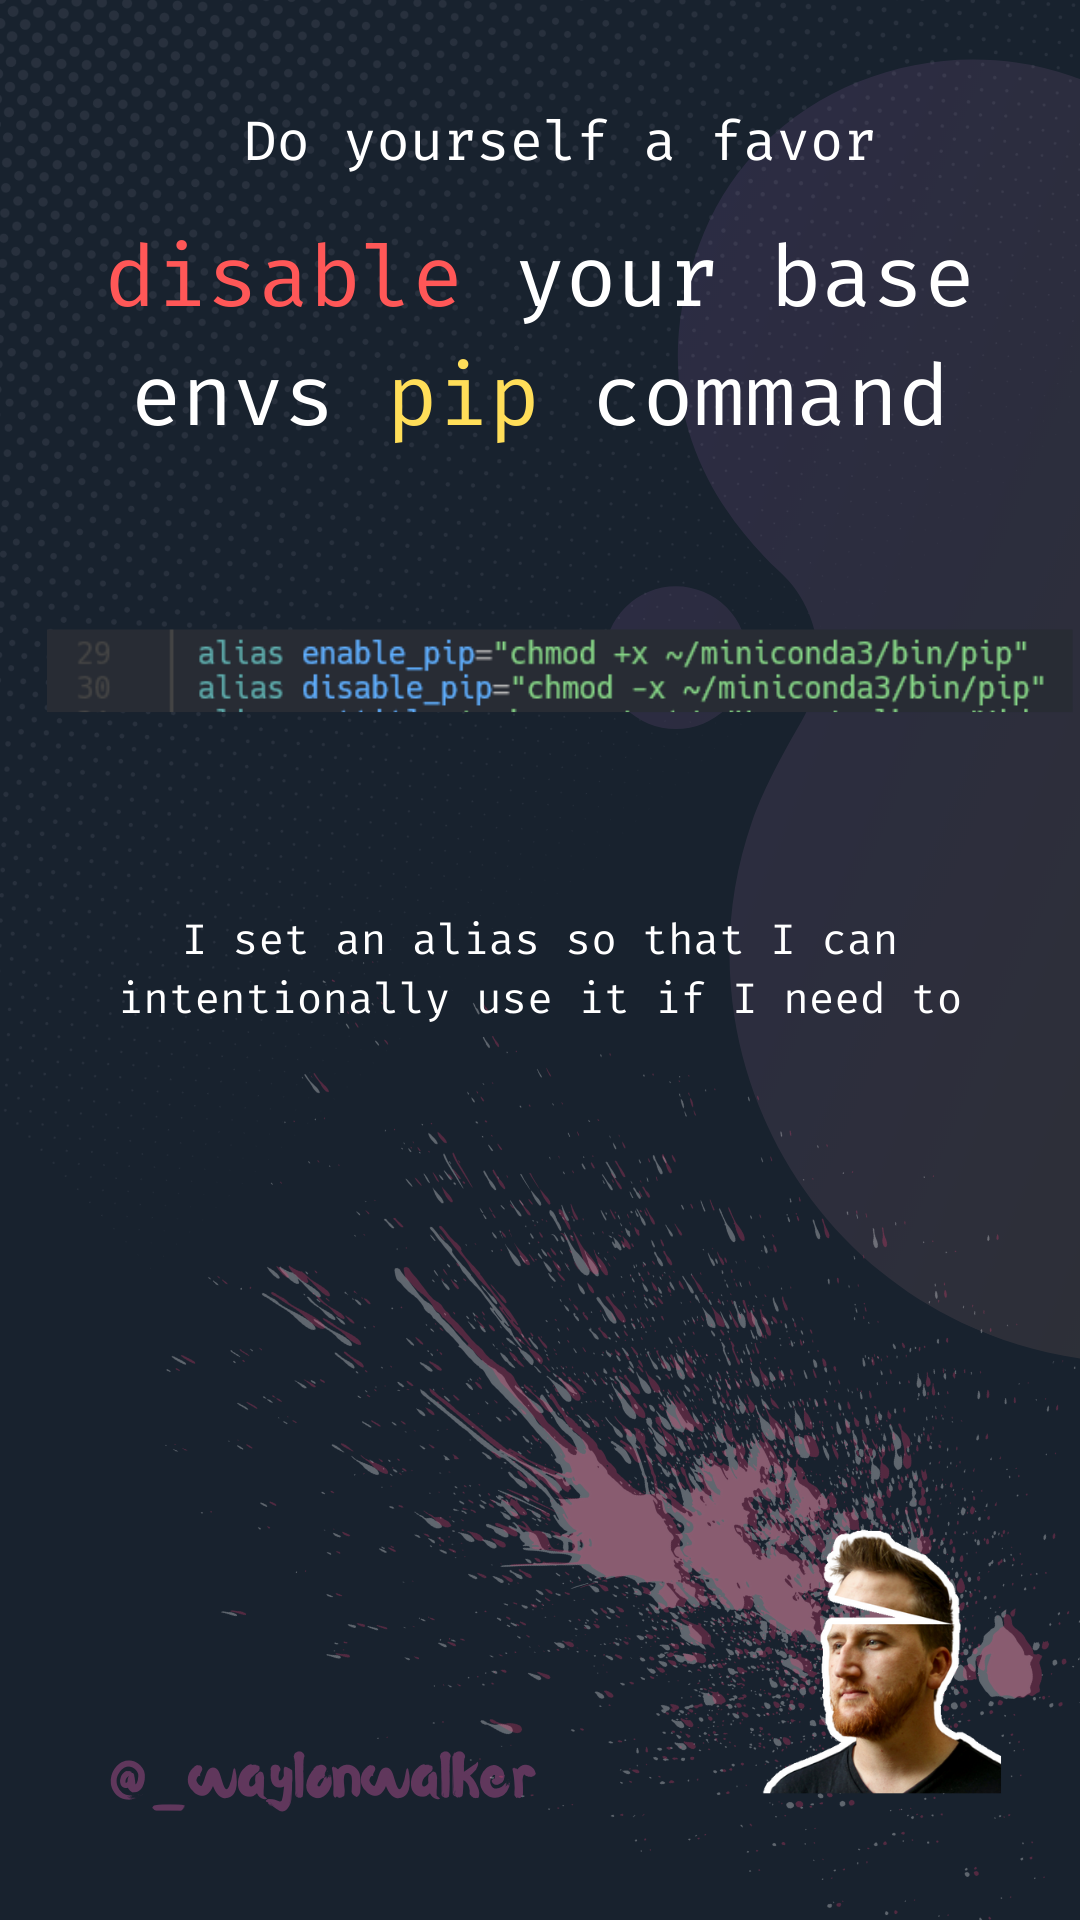 Do yourself a favor
disable your base
envs pip command
29 alias enable_pip="chmod +x ~/miniconda3/bin/pip"
30 alias disable_pip="chmod -x ~/miniconda3/bin/pip"
I set an alias so that I can
intentionally use it if I need to
@_waylonwalker